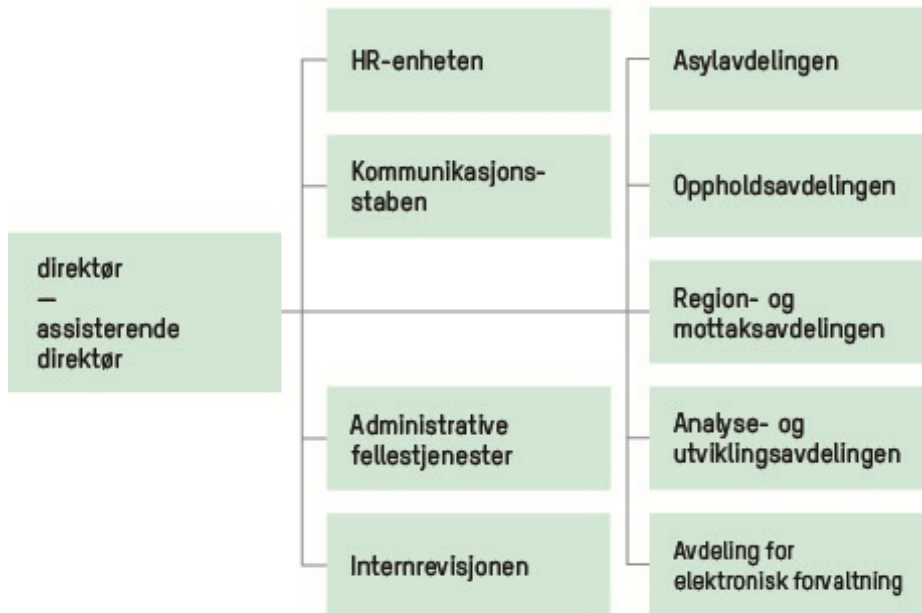 direktør
—
assisterende
direktør
HR-enheten
Kommunikasjons-
staben
Administrative
fellestjenester
Internrevisjonen
Asylavdelingen
Oppholdsavdelingen
Region- og
mottaksavdelingen
Analyse- og
utviklingsavdelingen
Avdeling for
elektronisk forvaltning